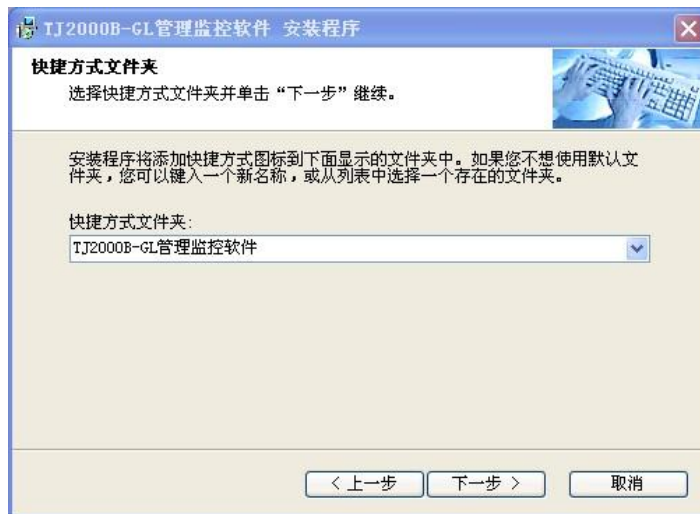 TJ2000B-GL管理监控软件 安装程序
快捷方式文件夹
选择快捷方式文件夹并单击“下一步”继续。
安装程序将添加快捷方式图标到下面显示的文件夹中。如果您不想使用默认文
件夹，您可以键入一个新名称，或从列表中选择一个存在的文件夹。
快捷方式文件夹:
TJ2000B-GL管理监控软件
< 上一步 下一步 > 取消